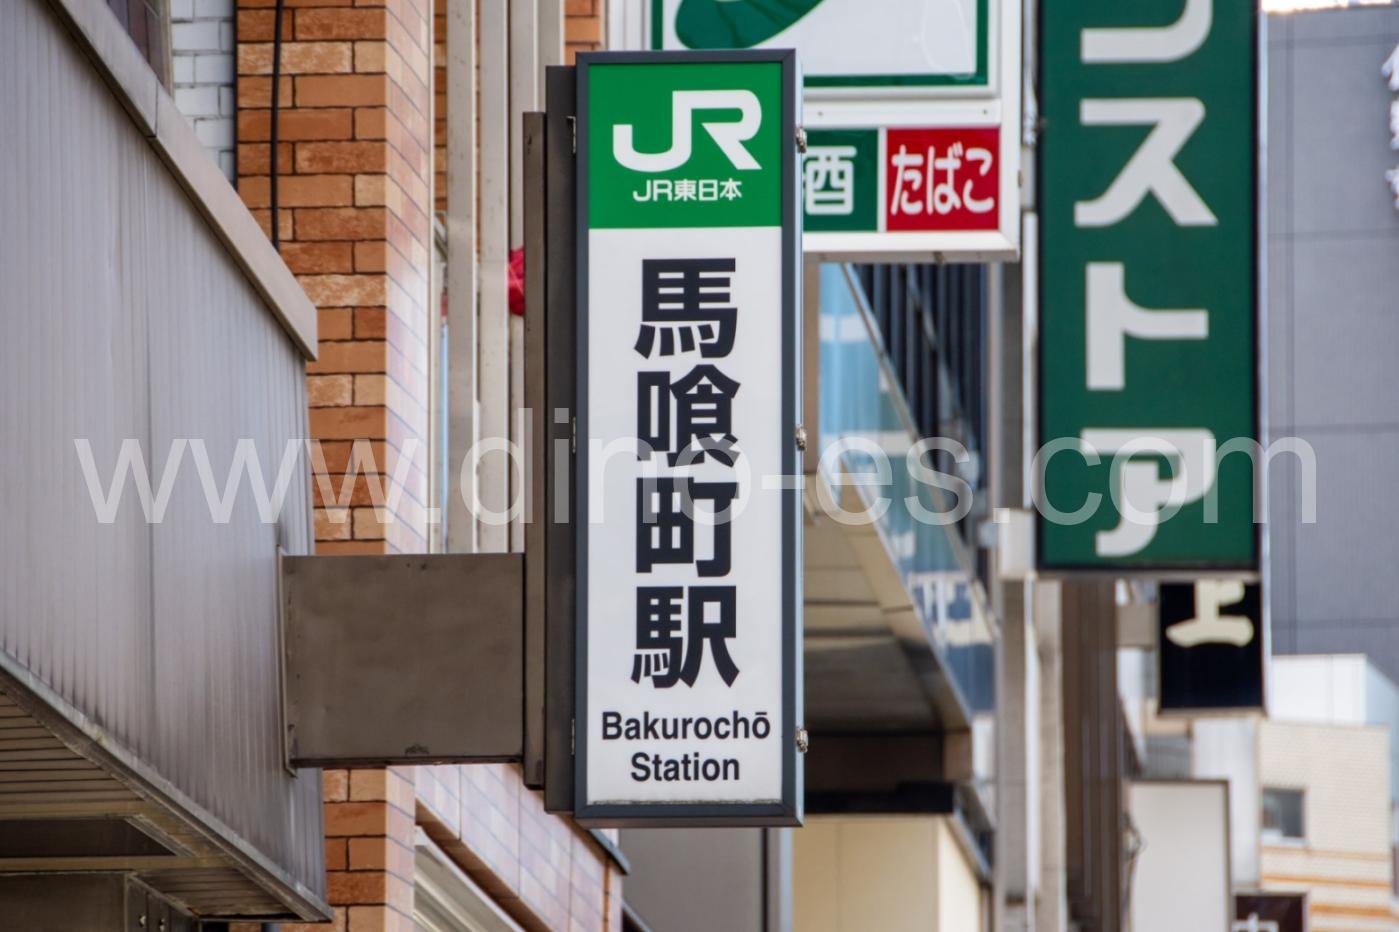 JR
JR東日本
馬喰町駅
Bakurochō
Station
酒
たばこ
ストア
www.dino-es.com